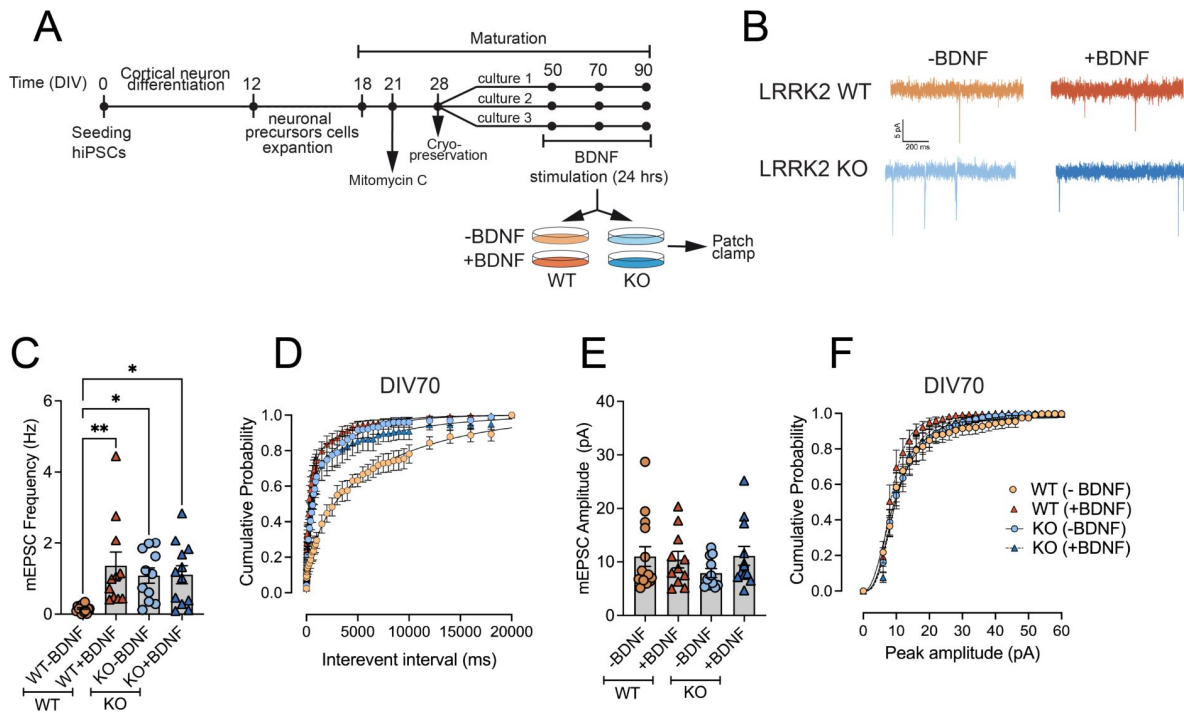 A
Maturation
Time (DIV)
0
Cortical neuron
differentiation
12
18
21
28
50
70
90
culture 1
culture 2
culture 3
Seeding
hiPSCs
neuronal
precursors cells
expantion
Mitomycin C
Cryo-
preservation
BDNF
stimulation (24 hrs)
-BDNF
+BDNF
WT
KO
Patch
clamp
B
-BDNF
+BDNF
LRRK2 WT
5 pA
200 ms
LRRK2 KO
C
*
*
**
mEPSC Frequency (Hz)
6
4
2
0
WT-BDNF
WT+BDNF
KO-BDNF
KO+BDNF
WT
KO
D
DIV70
Cumulative Probability
1.0
0.8
0.6
0.4
0.2
0.0
0
5000
10000
15000
20000
Interevent interval (ms)
E
mEPSC Amplitude (pA)
40
30
20
10
0
-BDNF
+BDNF
-BDNF
+BDNF
WT
KO
F
DIV70
Cumulative Probability
1.0
0.8
0.6
0.4
0.2
0.0
0
10
20
30
40
50
60
Peak amplitude (pA)
WT (- BDNF)
WT (+BDNF)
KO (-BDNF)
KO (+BDNF)